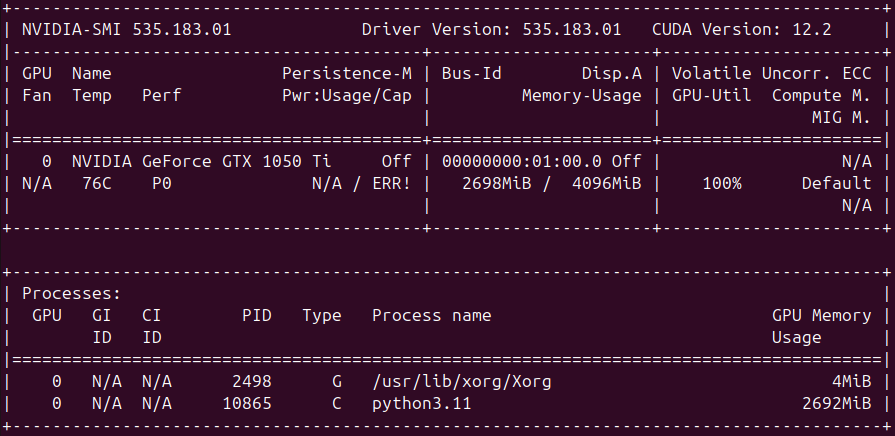 +---------------------------------------------------------------------------------------+
| NVIDIA-SMI 535.183.01             Driver Version: 535.183.01   CUDA Version: 12.2     |
|-----------------------------------------+----------------------+----------------------+
| GPU  Name                 Persistence-M | Bus-Id        Disp.A | Volatile Uncorr. ECC |
| Fan  Temp   Perf          Pwr:Usage/Cap |         Memory-Usage | GPU-Util  Compute M. |
|                                         |                      |               MIG M. |
|=========================================+======================+======================|
|   0  NVIDIA GeForce GTX 1050 Ti     Off | 00000000:01:00.0 Off |                  N/A |
| N/A   76C    P0              N/A / ERR! |   2698MiB /  4096MiB |    100%      Default |
|                                         |                      |                  N/A |
+-----------------------------------------+----------------------+----------------------+
+---------------------------------------------------------------------------------------+
| Processes:                                                                            |
|  GPU   GI   CI        PID   Type   Process name                            GPU Memory |
|        ID   ID                                                             Usage      |
|=======================================================================================|
|    0   N/A  N/A      2498      G   /usr/lib/xorg/Xorg                            4MiB |
|    0   N/A  N/A     10865      C   python3.11                                 2692MiB |
+---------------------------------------------------------------------------------------+